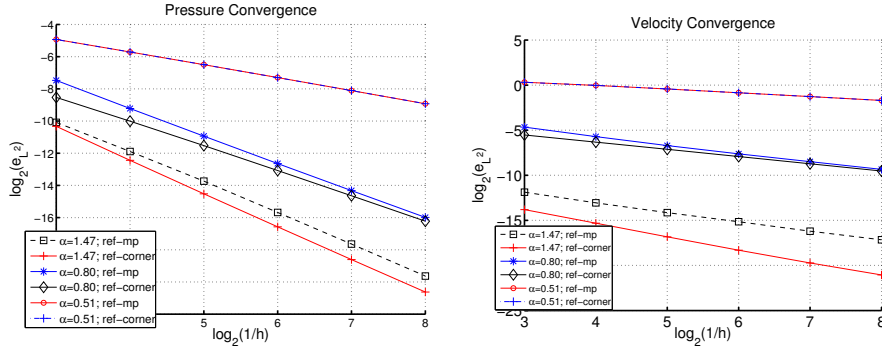 Pressure Convergence
-4
-6
-8
-10
-12
-14
-16
log2(eL2)
5
6
7
8
log2(1/h)
α=1.47; ref-mp
α=1.47; ref-corner
α=0.80; ref-mp
α=0.80; ref-corner
α=0.51; ref-mp
α=0.51; ref-corner
Velocity Convergence
5
0
-5
-10
-15
-25
log2(eL2)
3
4
5
6
7
8
log2(1/h)
α=1.47; ref-mp
α=1.47; ref-corner
α=0.80; ref-mp
α=0.80; ref-corner
α=0.51; ref-mp
α=0.51; ref-corner